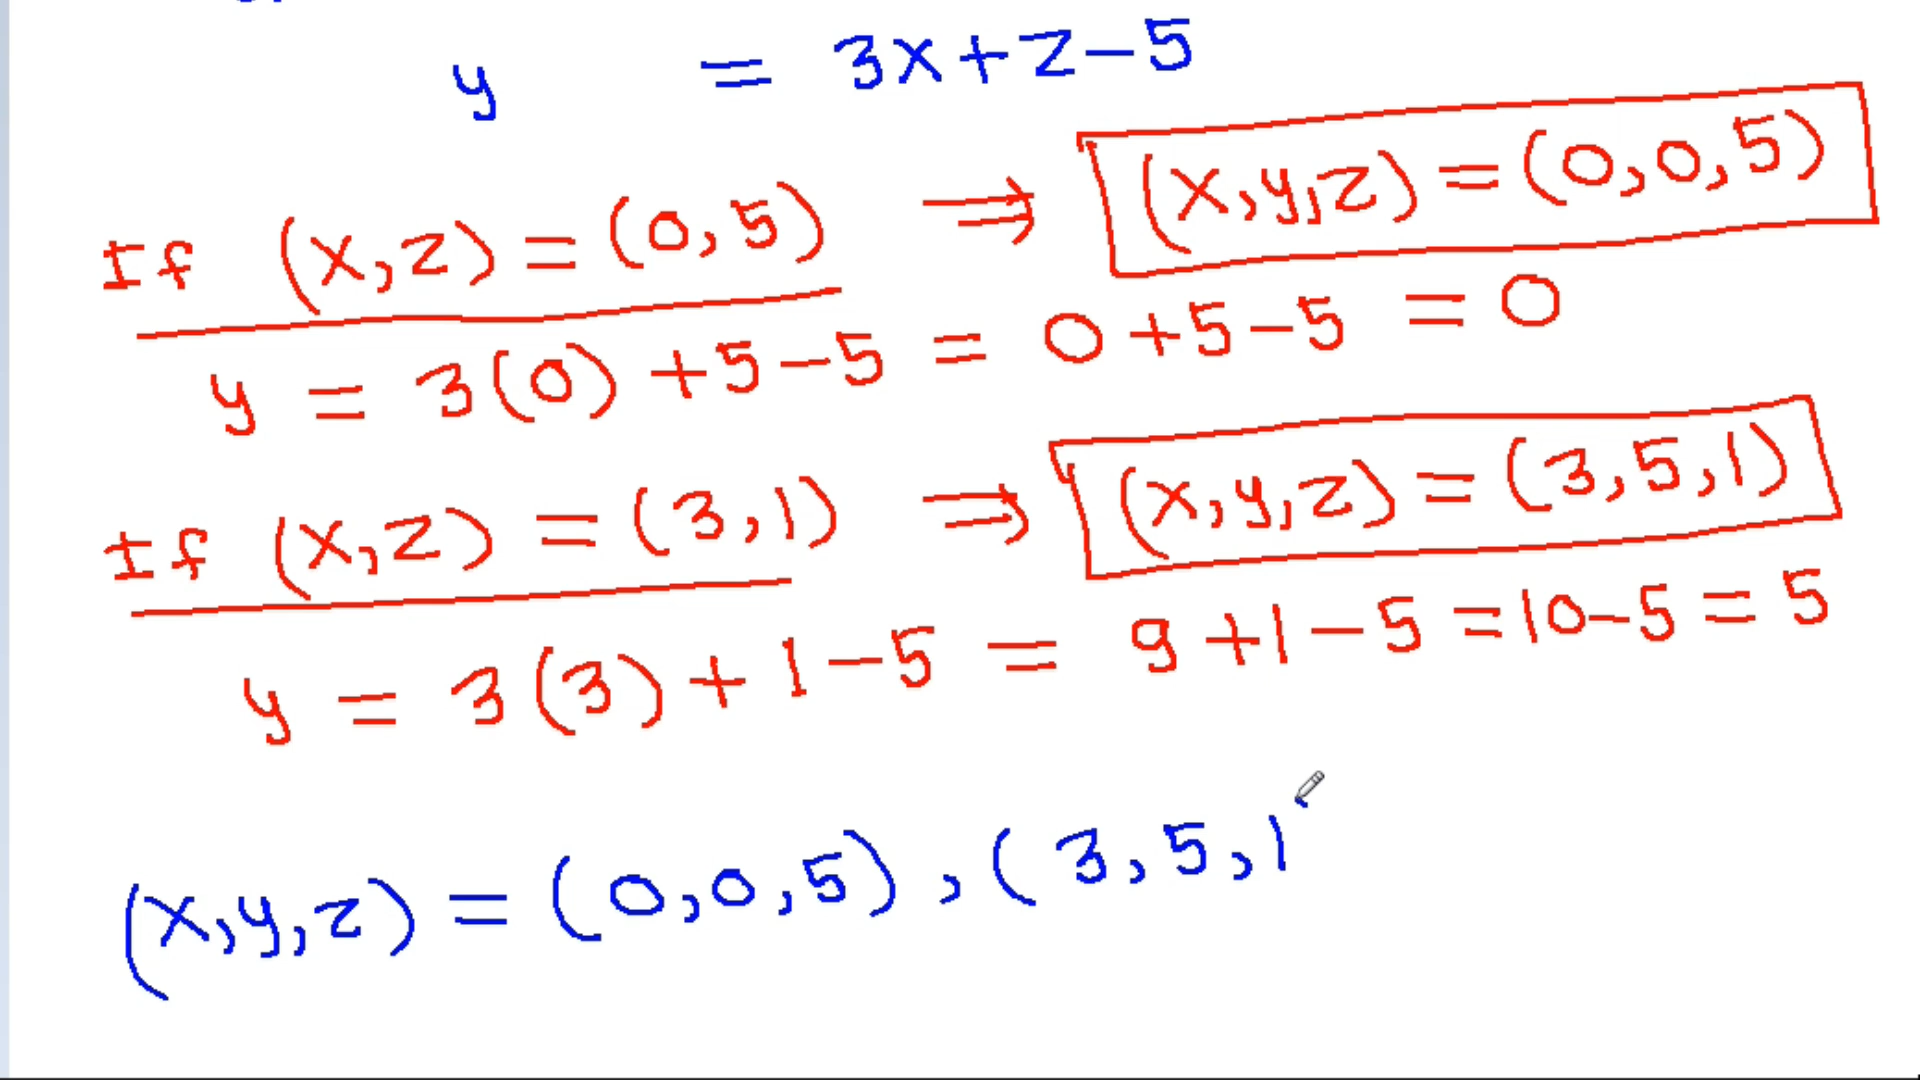 y = 3x+z-5
If (x,z) = (0,5) ⇒ (x,y,z) = (0,0,5)
y = 3(0) +5-5 = 0+5-5 = 0
If (x,z) = (3,1) ⇒ (x,y,z) = (3,5,1)
y = 3(3)+1-5 = 9+1-5=10-5=5
(x,y,z) = (0,0,5), (3,5,1